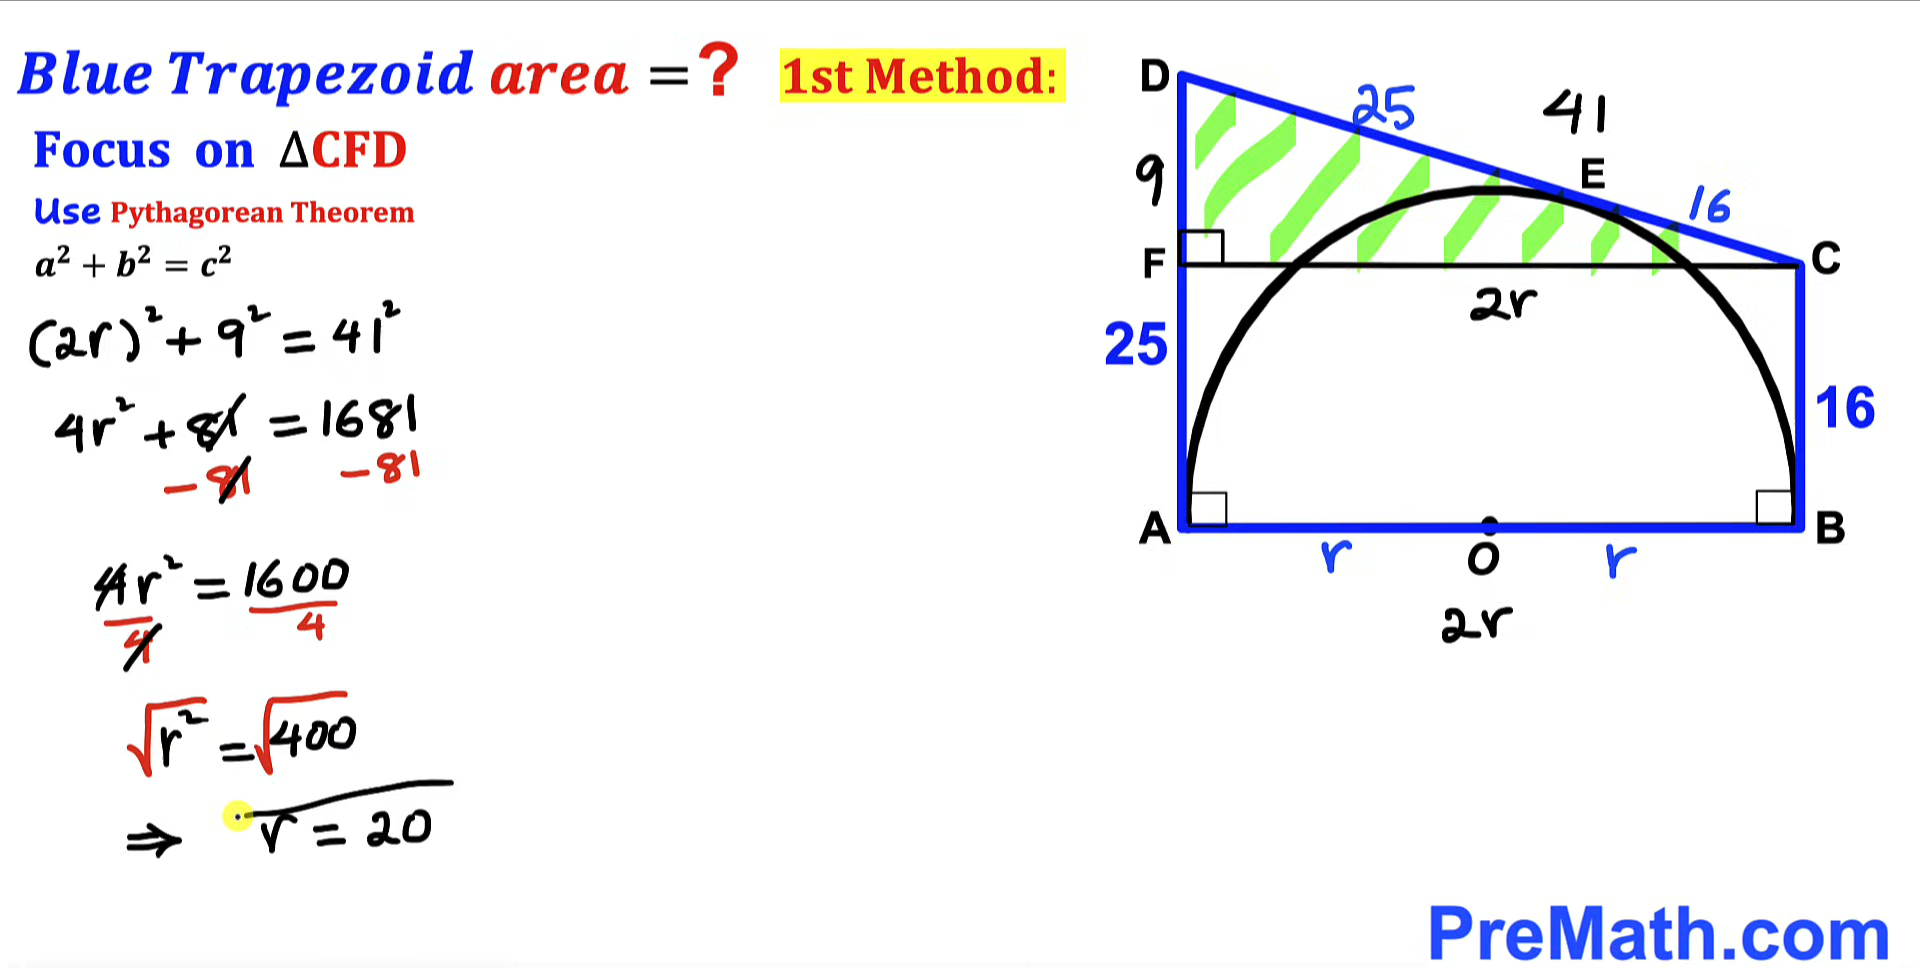 Blue Trapezoid area = ? 1st Method:
Focus on ΔCFD
Use Pythagorean Theorem
a² + b² = c²
(2r)² + 9² = 41²
4r² + 81 = 1681
- 81 - 81
4r² = 1600
4 4
√r² = √400
⇒ r = 20
D
25
41
9
E
16
F
C
2r
25
16
A
B
r
O
r
2r
PreMath.com